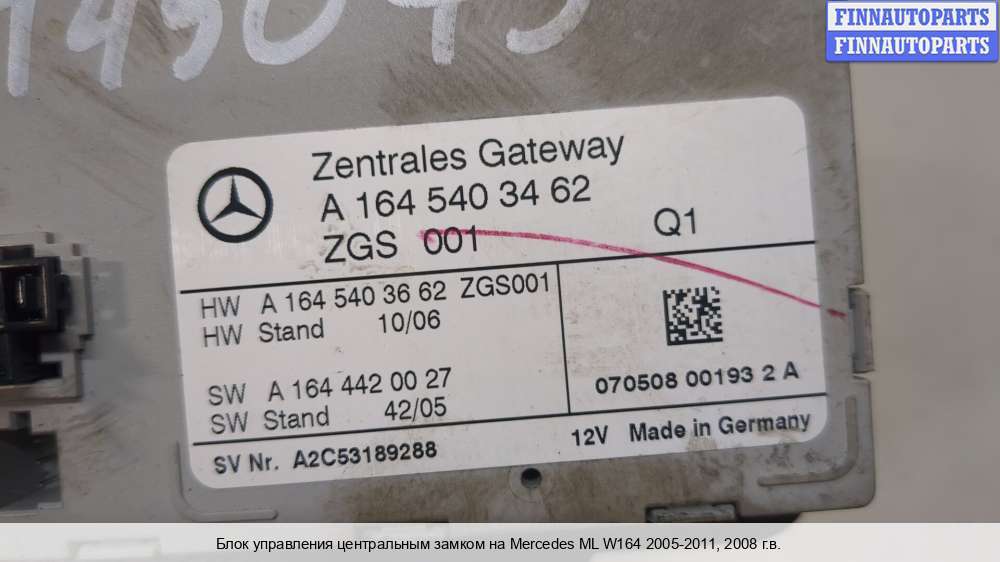 FINNAUTOPARTS
FINNAUTOPARTS
Zentrales Gateway
A 164 540 34 62
ZGS 001 Q1
HW A 164 540 36 62 ZGS001
HW Stand 10/06
SW A 164 442 00 27
SW Stand 42/05
070508 00193 2 A
SV Nr. A2C53189288
12V Made in Germany
Блок управления центральным замком на Mercedes ML W164 2005-2011, 2008 г.в.